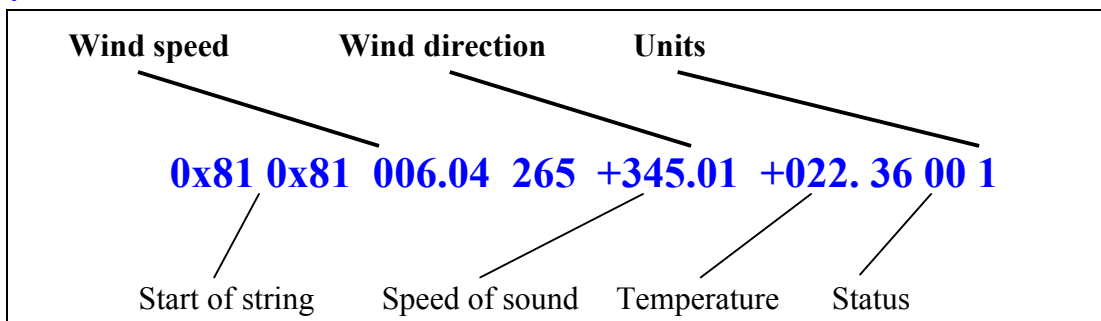 Wind speed Wind direction Units
0x81 0x81 006.04 265 +345.01 +022. 36 00 1
Start of string Speed of sound Temperature Status